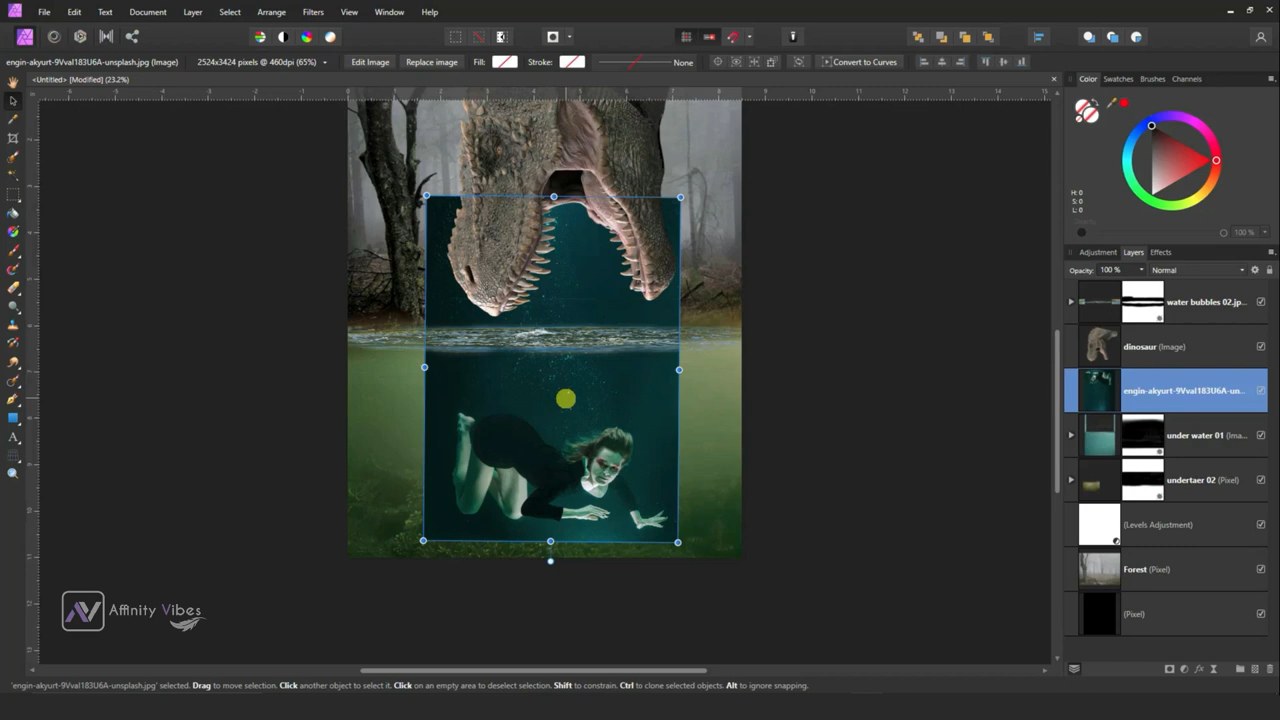 File Edit Text Document Layer Select Arrange Filters View Window Help
engin-akyurt-9Vval183U6A-unsplash.jpg (Image) 2524x3424 pixels @ 460dpi (65%) Edit Image Replace image Fill: Stroke: None Convert to Curves
<Untitled> [Modified] (23.2%)
Color Swatches Brushes Channels
H: 0
S: 0
L: 0
100 %
Adjustment Layers Effects
Opacity: 100 % Normal
water bubbles 02.jp...
dinosaur (Image)
engin-akyurt-9Vval183U6A-un...
under water 01 (Ima...
undertaer 02 (Pixel)
(Levels Adjustment)
Forest (Pixel)
(Pixel)
AV Affinity Vibes
'engin-akyurt-9Vval183U6A-unsplash.jpg' selected. Drag to move selection. Click another object to select it. Click on an empty area to deselect selection. Shift to constrain. Ctrl to clone selected objects. Alt to ignore snapping.